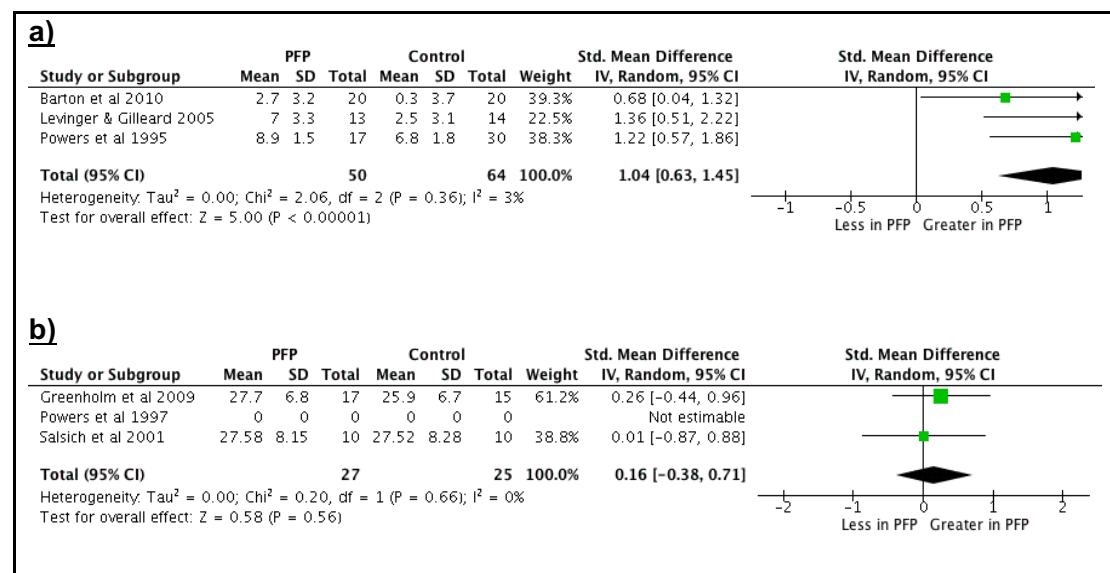 a)
PFP Control Std. Mean Difference Std. Mean Difference
Study or Subgroup Mean SD Total Mean SD Total Weight IV, Random, 95% CI IV, Random, 95% CI
Barton et al 2010 2.7 3.2 20 0.3 3.7 20 39.3% 0.68 [0.04, 1.32]
Levinger & Gilleard 2005 7 3.3 13 2.5 3.1 14 22.5% 1.36 [0.51, 2.22]
Powers et al 1995 8.9 1.5 17 6.8 1.8 30 38.3% 1.22 [0.57, 1.86]
Total (95% CI) 50 64 100.0% 1.04 [0.63, 1.45]
Heterogeneity: Tau² = 0.00; Chi² = 2.06, df = 2 (P = 0.36); I² = 3%
Test for overall effect: Z = 5.00 (P < 0.00001)
-1 -0.5 0 0.5 1
Less in PFP Greater in PFP
b)
PFP Control Std. Mean Difference Std. Mean Difference
Study or Subgroup Mean SD Total Mean SD Total Weight IV, Random, 95% CI IV, Random, 95% CI
Greenholm et al 2009 27.7 6.8 17 25.9 6.7 15 61.2% 0.26 [-0.44, 0.96]
Powers et al 1997 0 0 0 0 0 0 Not estimable
Salsich et al 2001 27.58 8.15 10 27.52 8.28 10 38.8% 0.01 [-0.87, 0.88]
Total (95% CI) 27 25 100.0% 0.16 [-0.38, 0.71]
Heterogeneity: Tau² = 0.00; Chi² = 0.20, df = 1 (P = 0.66); I² = 0%
Test for overall effect: Z = 0.58 (P = 0.56)
-2 -1 0 1 2
Less in PFP Greater in PFP